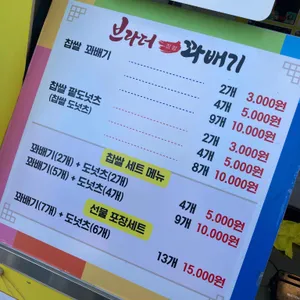 브라더 꽈배기
찹쌀 꽈배기 2개 3.000원
4개 5.000원
9개 10.000원
찹쌀 팥도넛츠 2개 3.000원
(찹쌀 도넛츠) 4개 5.000원
8개 10.000원
찹쌀 세트 메뉴
꽈배기(2개) + 도넛츠(2개) 4개 5.000원
꽈배기(5개) + 도넛츠(4개) 9개 10.000원
선물 포장세트
꽈배기(7개) + 도넛츠(6개) 13개 15.000원